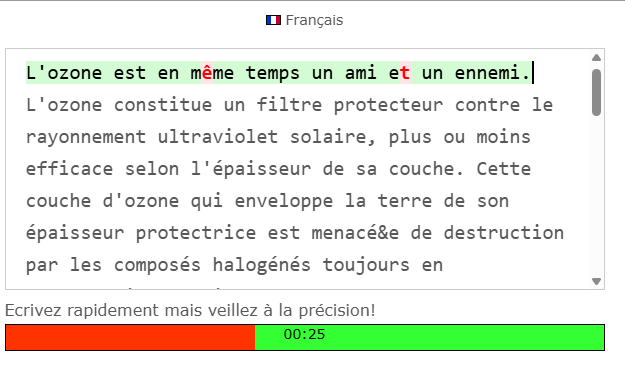 Français
L'ozone est en même temps un ami et un ennemi.
L'ozone constitue un filtre protecteur contre le
rayonnement ultraviolet solaire, plus ou moins
efficace selon l'épaisseur de sa couche. Cette
couche d'ozone qui enveloppe la terre de son
épaisseur protectrice est menacé&e de destruction
par les composés halogénés toujours en
Ecrivez rapidement mais veillez à la précision!
00:25